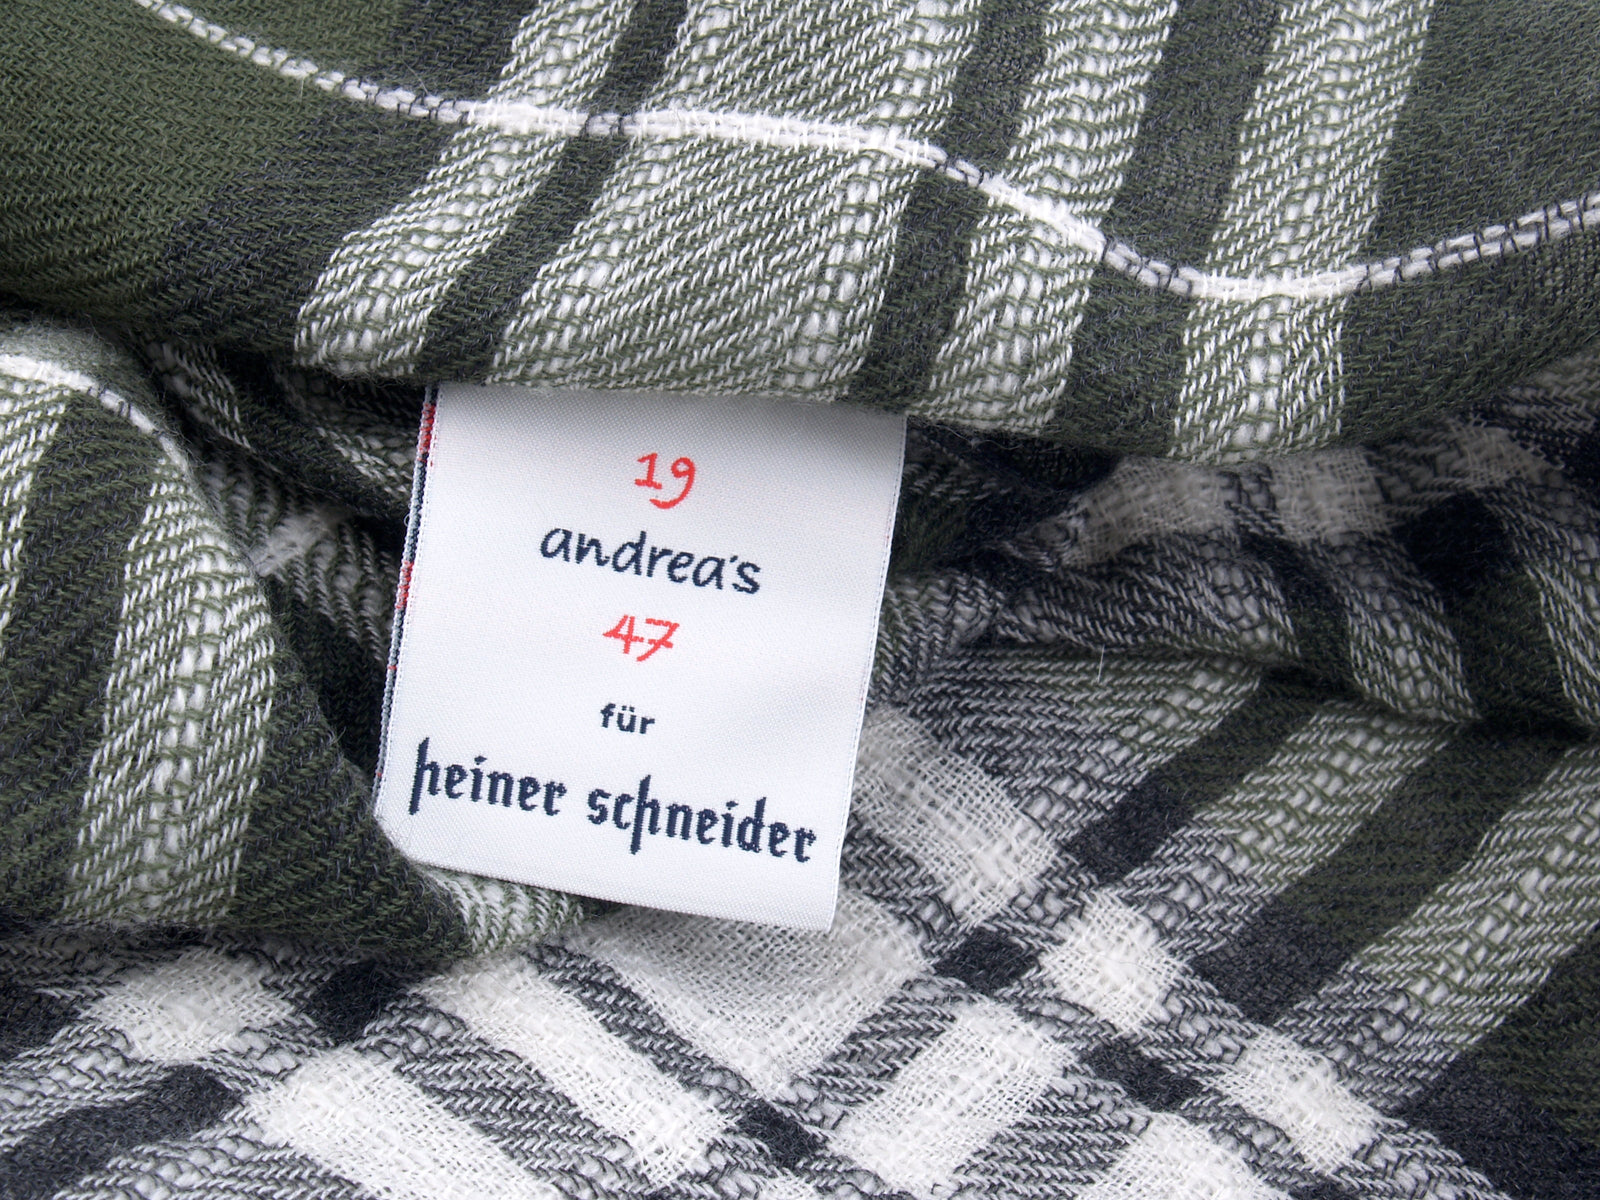 19
andrea's
47
für
heiner schneider